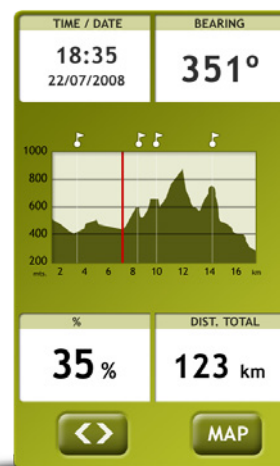 TIME / DATE
18:35
22/07/2008
BEARING
351º
1000
800
600
400
200
mts. 2 4 6 8 10 12 14 16 km
%
35 %
DIST. TOTAL
123 km
< >
MAP